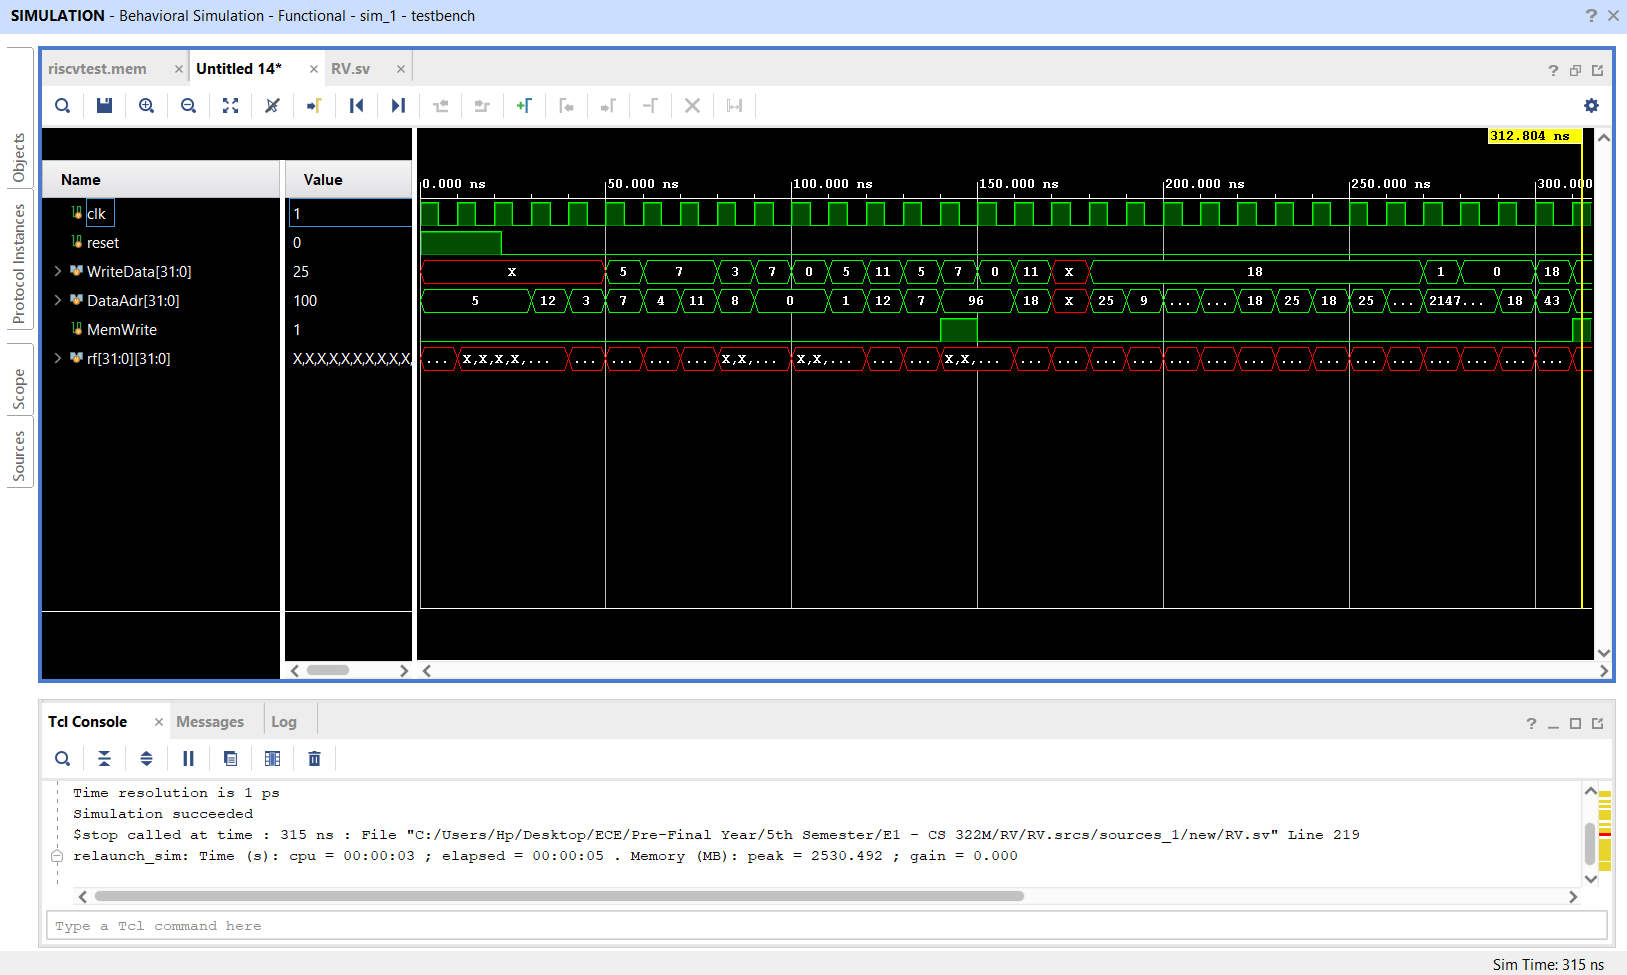 SIMULATION - Behavioral Simulation - Functional - sim_1 - testbench
? ×
Objects
Protocol Instances
Scope
Sources
riscvtest.mem × Untitled 14* × RV.sv ×
?
312.804 ns
Name Value
0.000 ns 50.000 ns 100.000 ns 150.000 ns 200.000 ns 250.000 ns 300.000
clk 1
reset 0
WriteData[31:0] 25 X 5 7 3 7 0 5 11 5 7 0 11 X 18 1 0 18
DataAdr[31:0] 100 5 12 3 7 4 11 8 0 1 12 7 96 18 X 25 9 ... ... 18 25 18 25 ... 2147... 18 43
MemWrite 1
rf[31:0][31:0] X,X,X,X,X,X,X,X,X,X, ... X,X,X,X,... ... ... ... ... X,X,... ... X,X,... ... ... X,X,... ... ... ... ... ... ... ... ... ... ... ... ... ... ... ...
Tcl Console × Messages Log
?
Time resolution is 1 ps
Simulation succeeded
$stop called at time : 315 ns : File "C:/Users/Hp/Desktop/ECE/Pre-Final Year/5th Semester/E1 - CS 322M/RV/RV.srcs/sources_1/new/RV.sv" Line 219
relaunch_sim: Time (s): cpu = 00:00:03 ; elapsed = 00:00:05 . Memory (MB): peak = 2530.492 ; gain = 0.000
Type a Tcl command here
Sim Time: 315 ns